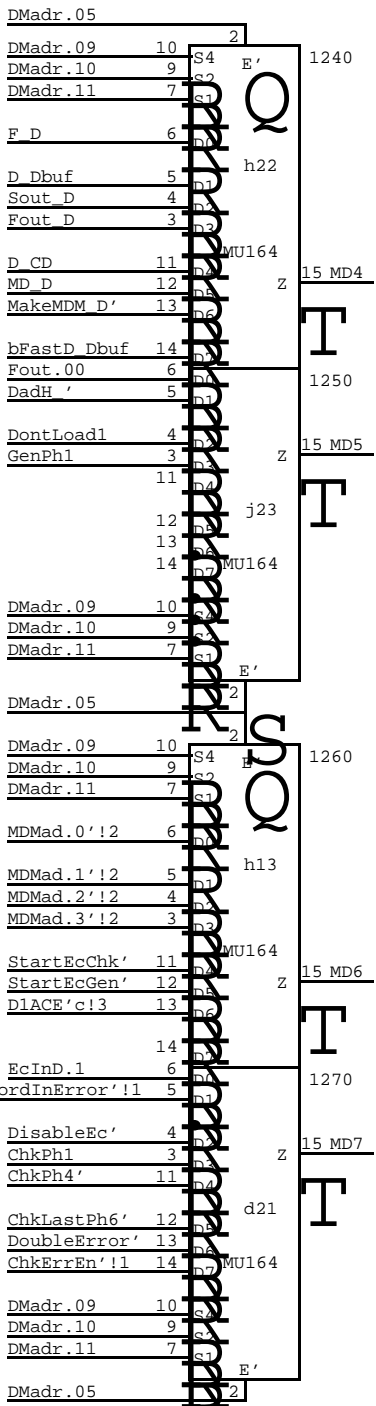 DMadr.05 2
DMadr.09 10 S4 E' 1240
DMadr.10 9 S2 Q
DMadr.11 7 S1
F_D 6 D0
h22
D_Dbuf 5 D1
Sout_D 4 D2
Fout_D 3 D3
MU164
D_CD 11 D4
MD_D 12 D5 Z 15 MD4
MakeMDM_D' 13 D6 T
bFastD_Dbuf 14 D7
Fout.00 6 D0 1250
DadH_' 5 D1
DontLoad1 4 D2
GenPh1 3 D3 Z 15 MD5
11 D4 T
12 D5 j23
13 D6
14 D7 MU164
DMadr.09 10 S4
DMadr.10 9 S2
DMadr.11 7 S1
E'
2
DMadr.05
2 S
DMadr.09 10 S4 E' 1260
DMadr.10 9 S2 Q
DMadr.11 7 S1
MDMad.0'!2 6 D0
h13
MDMad.1'!2 5 D1
MDMad.2'!2 4 D2
MDMad.3'!2 3 D3
MU164
StartEcChk' 11 D4
StartEcGen' 12 D5 Z 15 MD6
D1ACE'c!3 13 D6 T
14 D7
EcInD.1 6 D0 1270
ordInError'!1 5 D1
DisableEc' 4 D2
ChkPh1 3 D3 Z 15 MD7
ChkPh4' 11 D4 T
ChkLastPh6' 12 D5 d21
DoubleError' 13 D6
ChkErrEn'!1 14 D7 MU164
DMadr.09 10 S4
DMadr.10 9 S2
DMadr.11 7 S1
E'
DMadr.05 2